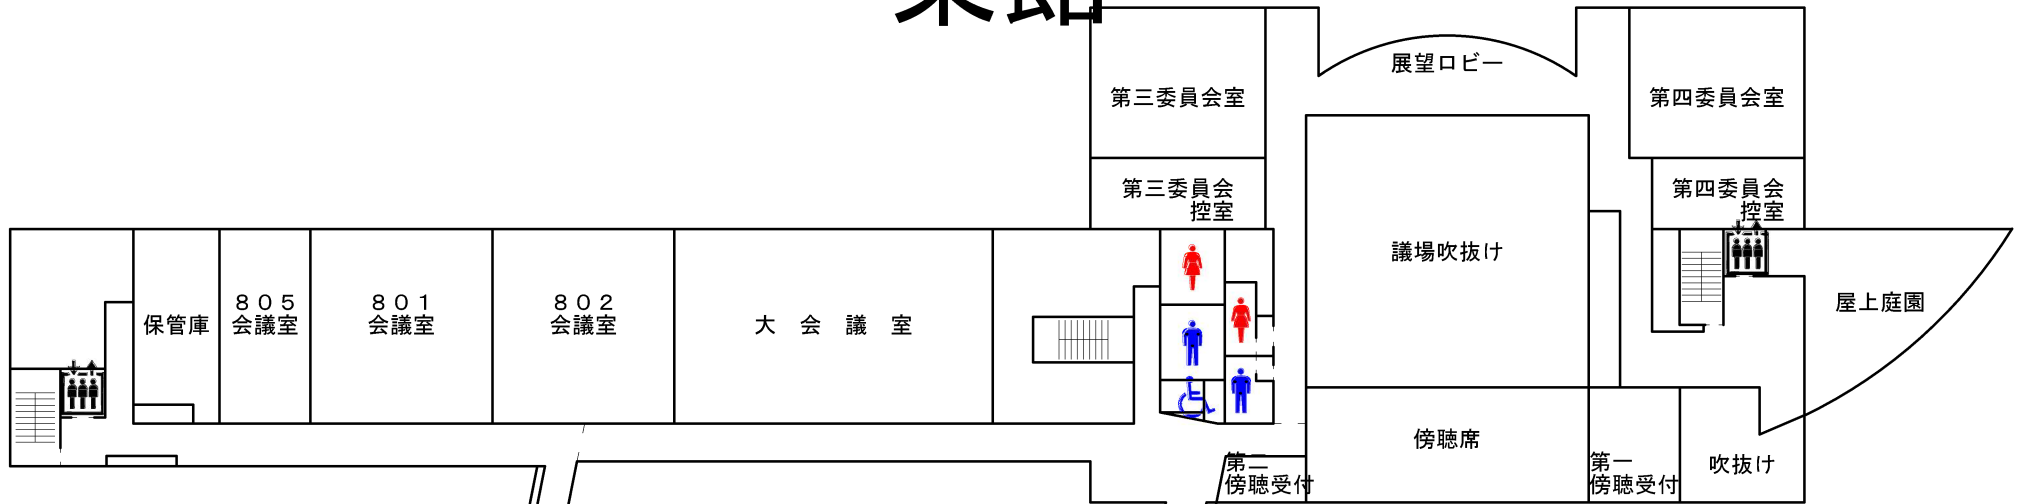 展望ロビー
第三委員会室
第四委員会室
第三委員会
控室
第四委員会
控室
議場吹抜け
屋上庭園
保管庫
８０５
会議室
８０１
会議室
８０２
会議室
大　会　議　室
傍聴席
第二
傍聴受付
第一
傍聴受付
吹抜け